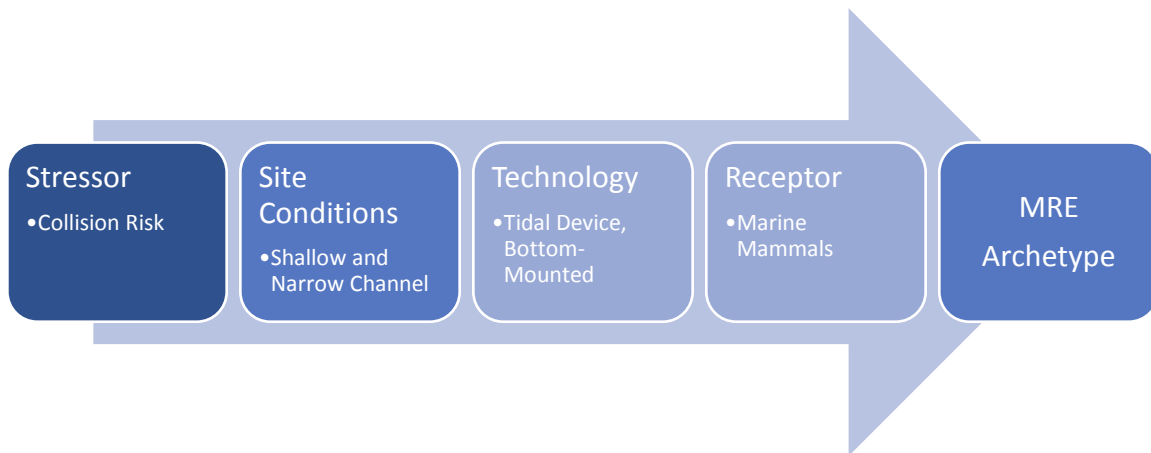 Stressor
•Collision Risk
Site
Conditions
•Shallow and
Narrow Channel
Technology
•Tidal Device,
Bottom-
Mounted
Receptor
•Marine
Mammals
MRE
Archetype